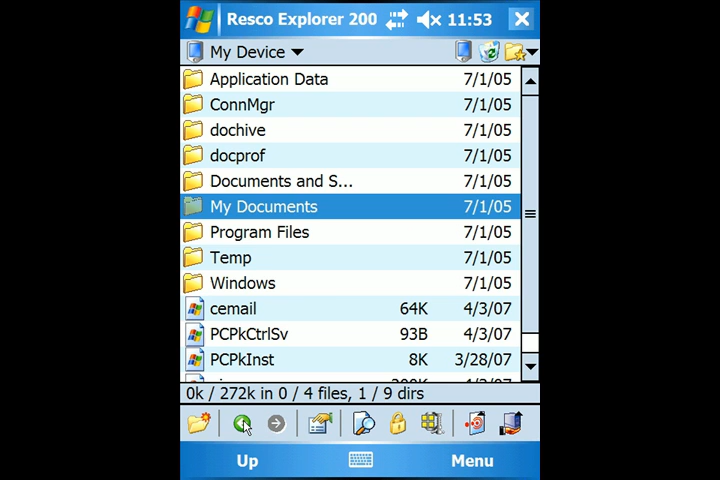 Resco Explorer 200 11:53
My Device
Application Data 7/1/05
ConnMgr 7/1/05
dochive 7/1/05
docprof 7/1/05
Documents and S... 7/1/05
My Documents 7/1/05
Program Files 7/1/05
Temp 7/1/05
Windows 7/1/05
cemail 64K 4/3/07
PCPkCtrlSv 93B 4/3/07
PCPkInst 8K 3/28/07
0k / 272k in 0 / 4 files, 1 / 9 dirs
Up Menu